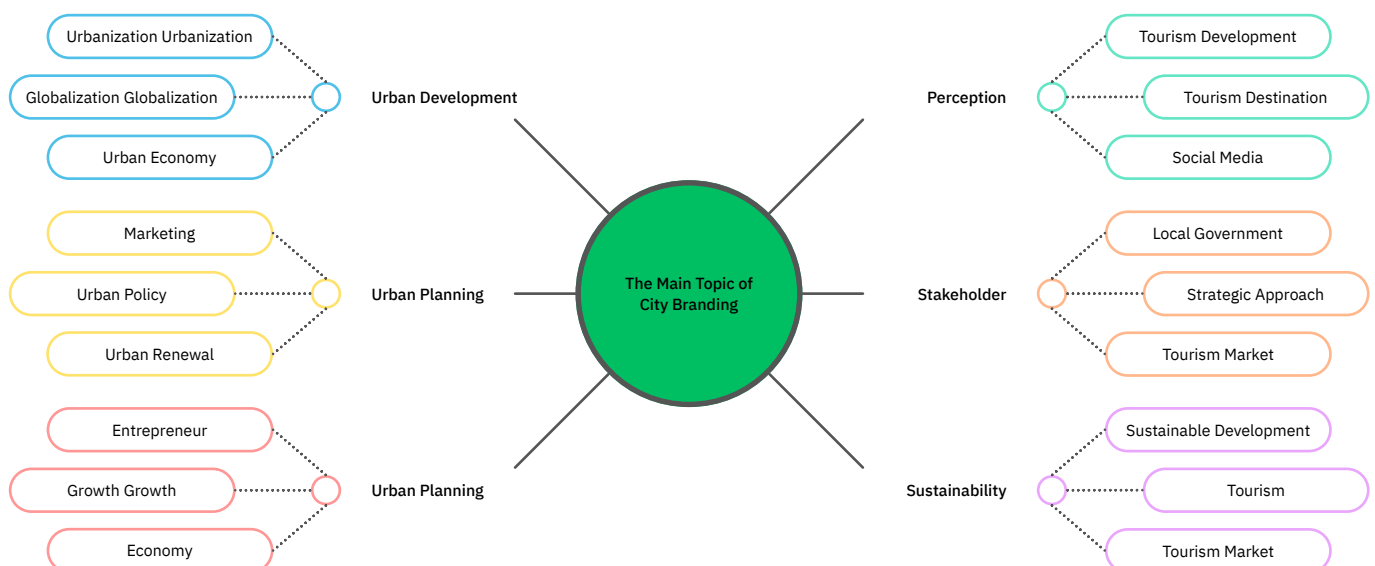 Urbanization Urbanization
Globalization Globalization
Urban Economy
Urban Development
Marketing
Urban Policy
Urban Renewal
Urban Planning
Entrepreneur
Growth Growth
Economy
Urban Planning
The Main Topic of
City Branding
Perception
Tourism Development
Tourism Destination
Social Media
Stakeholder
Local Government
Strategic Approach
Tourism Market
Sustainability
Sustainable Development
Tourism
Tourism Market